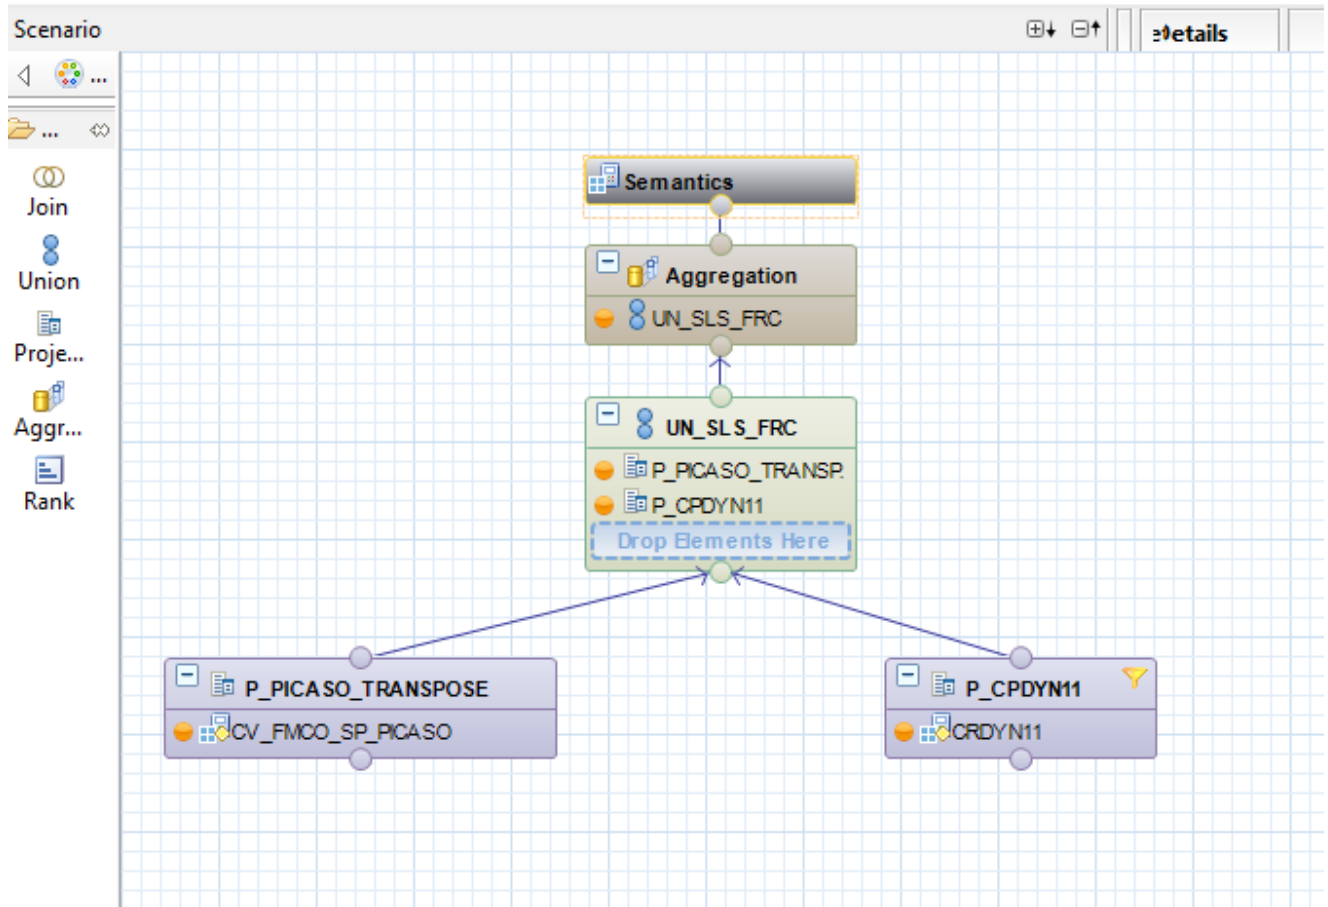 Scenario
etails
...
...
Join
Union
Proje...
Aggr...
Rank
Semantics
Aggregation
UN_SLS_FRC
UN_SLS_FRC
P_PICASO_TRANSP.
P_CPDYN11
Drop Elements Here
P_PICASO_TRANSPOSE
CV_FMCO_SP_PICASO
P_CPDYN11
CRDYN11